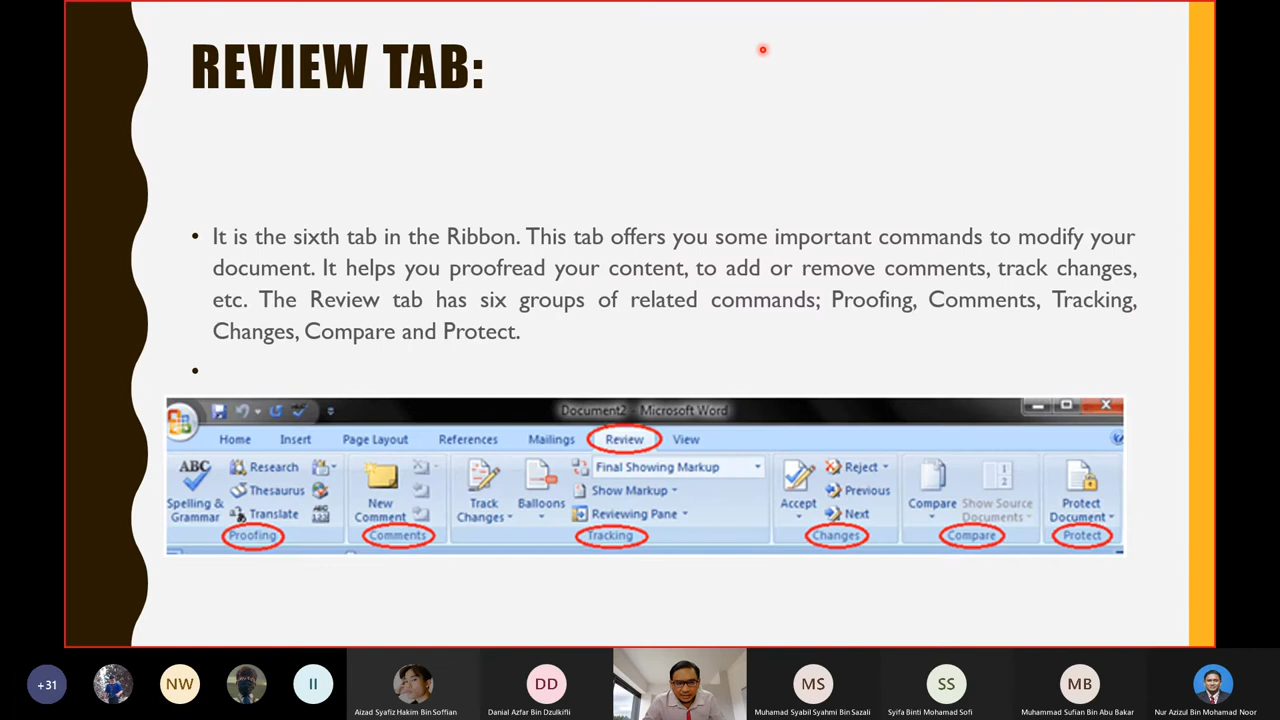 REVIEW TAB:
• It is the sixth tab in the Ribbon. This tab offers you some important commands to modify your
document. It helps you proofread your content, to add or remove comments, track changes,
etc. The Review tab has six groups of related commands; Proofing, Comments, Tracking,
Changes, Compare and Protect.
•
Document2 - Microsoft Word
Home Insert Page Layout References Mailings Review View
ABC Research Final Showing Markup Reject
Spelling & Grammar Thesaurus New Comment Track Changes Balloons Show Markup Accept Previous Compare Show Source Documents Protect Document
Translate Reviewing Pane Next
Proofing Comments Tracking Changes Compare Protect
+31 NW II DD MS SS MB
Aizad Syafiz Hakim Bin Soffian Danial Azfar Bin Dzulkifli Muhamad Syabil Syahmi Bin Sazali Syifa Binti Mohamad Sofi Muhammad Sufian Bin Abu Bakar Nur Azizul Bin Mohamad Noor